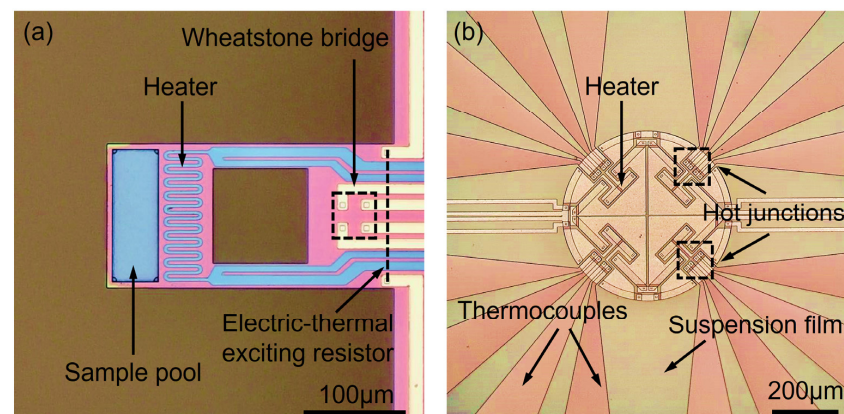 (a)
Wheatstone bridge
Heater
Electric-thermal
exciting resistor
Sample pool
100μm
(b)
Heater
Hot junctions
Thermocouples
Suspension film
200μm